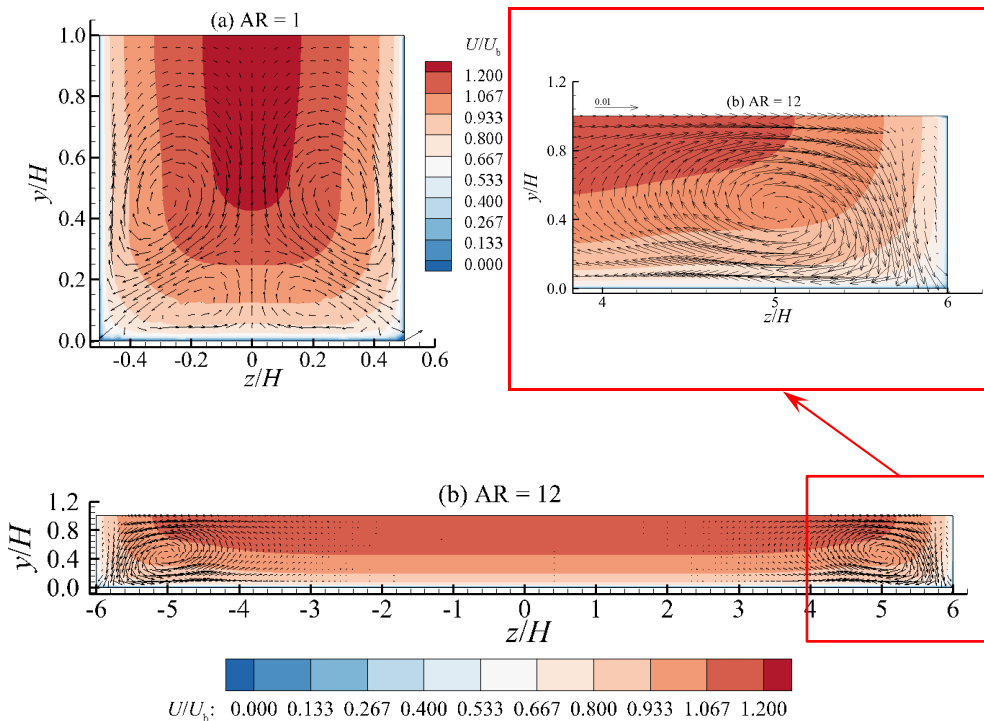 (a) AR = 1
1.0
0.8
0.6
0.4
0.2
0.0
y/H
-0.4 -0.2 0 0.2 0.4 0.6
z/H
U/U_b
1.200
1.067
0.933
0.800
0.667
0.533
0.400
0.267
0.133
0.000
1.2
0.8
0.4
0.0
y/H
0.01
(b) AR = 12
4 5 6
z/H
(b) AR = 12
1.2
0.8
0.4
0.0
y/H
-6 -5 -4 -3 -2 -1 0 1 2 3 4 5 6
z/H
U/U_b: 0.000 0.133 0.267 0.400 0.533 0.667 0.800 0.933 1.067 1.200